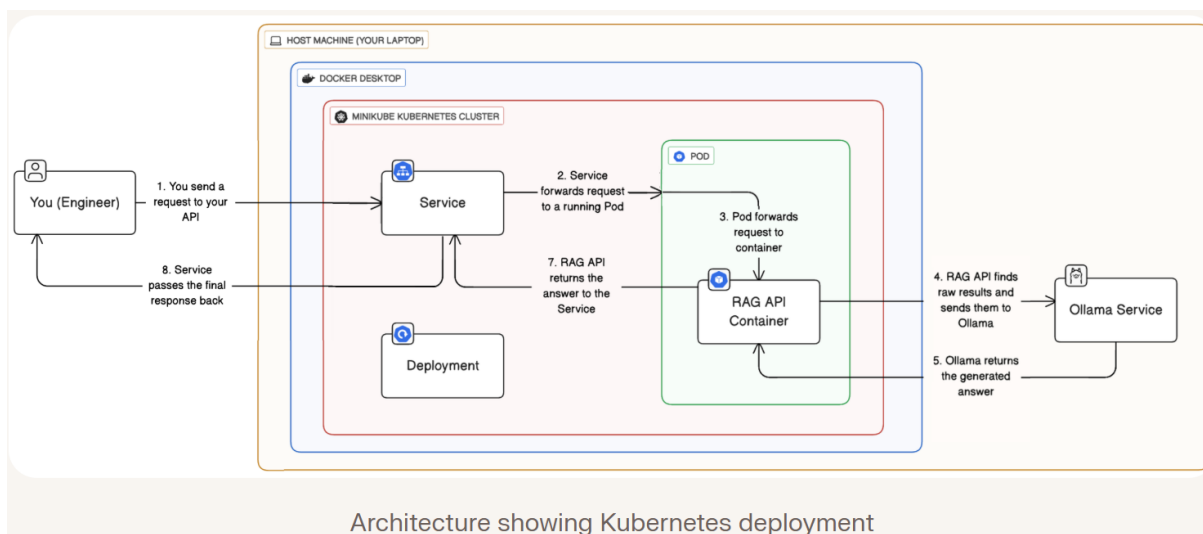 HOST MACHINE (YOUR LAPTOP)
DOCKER DESKTOP
MINIKUBE KUBERNETES CLUSTER
POD
You (Engineer)
1. You send a
request to your
API
Service
2. Service
forwards request
to a running Pod
3. Pod forwards
request to
container
RAG API
Container
4. RAG API finds
raw results and
sends them to
Ollama
Ollama Service
5. Ollama returns
the generated
answer
7. RAG API
returns the
answer to the
Service
8. Service
passes the final
response back
Deployment
Architecture showing Kubernetes deployment